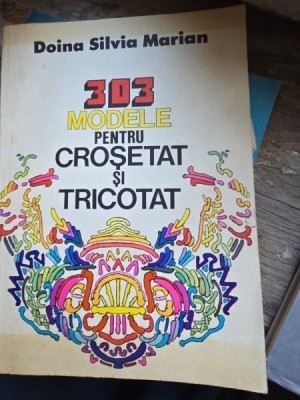 Doina Silvia Marian
303
MODELE
PENTRU
CROȘETAT
ȘI
TRICOTAT